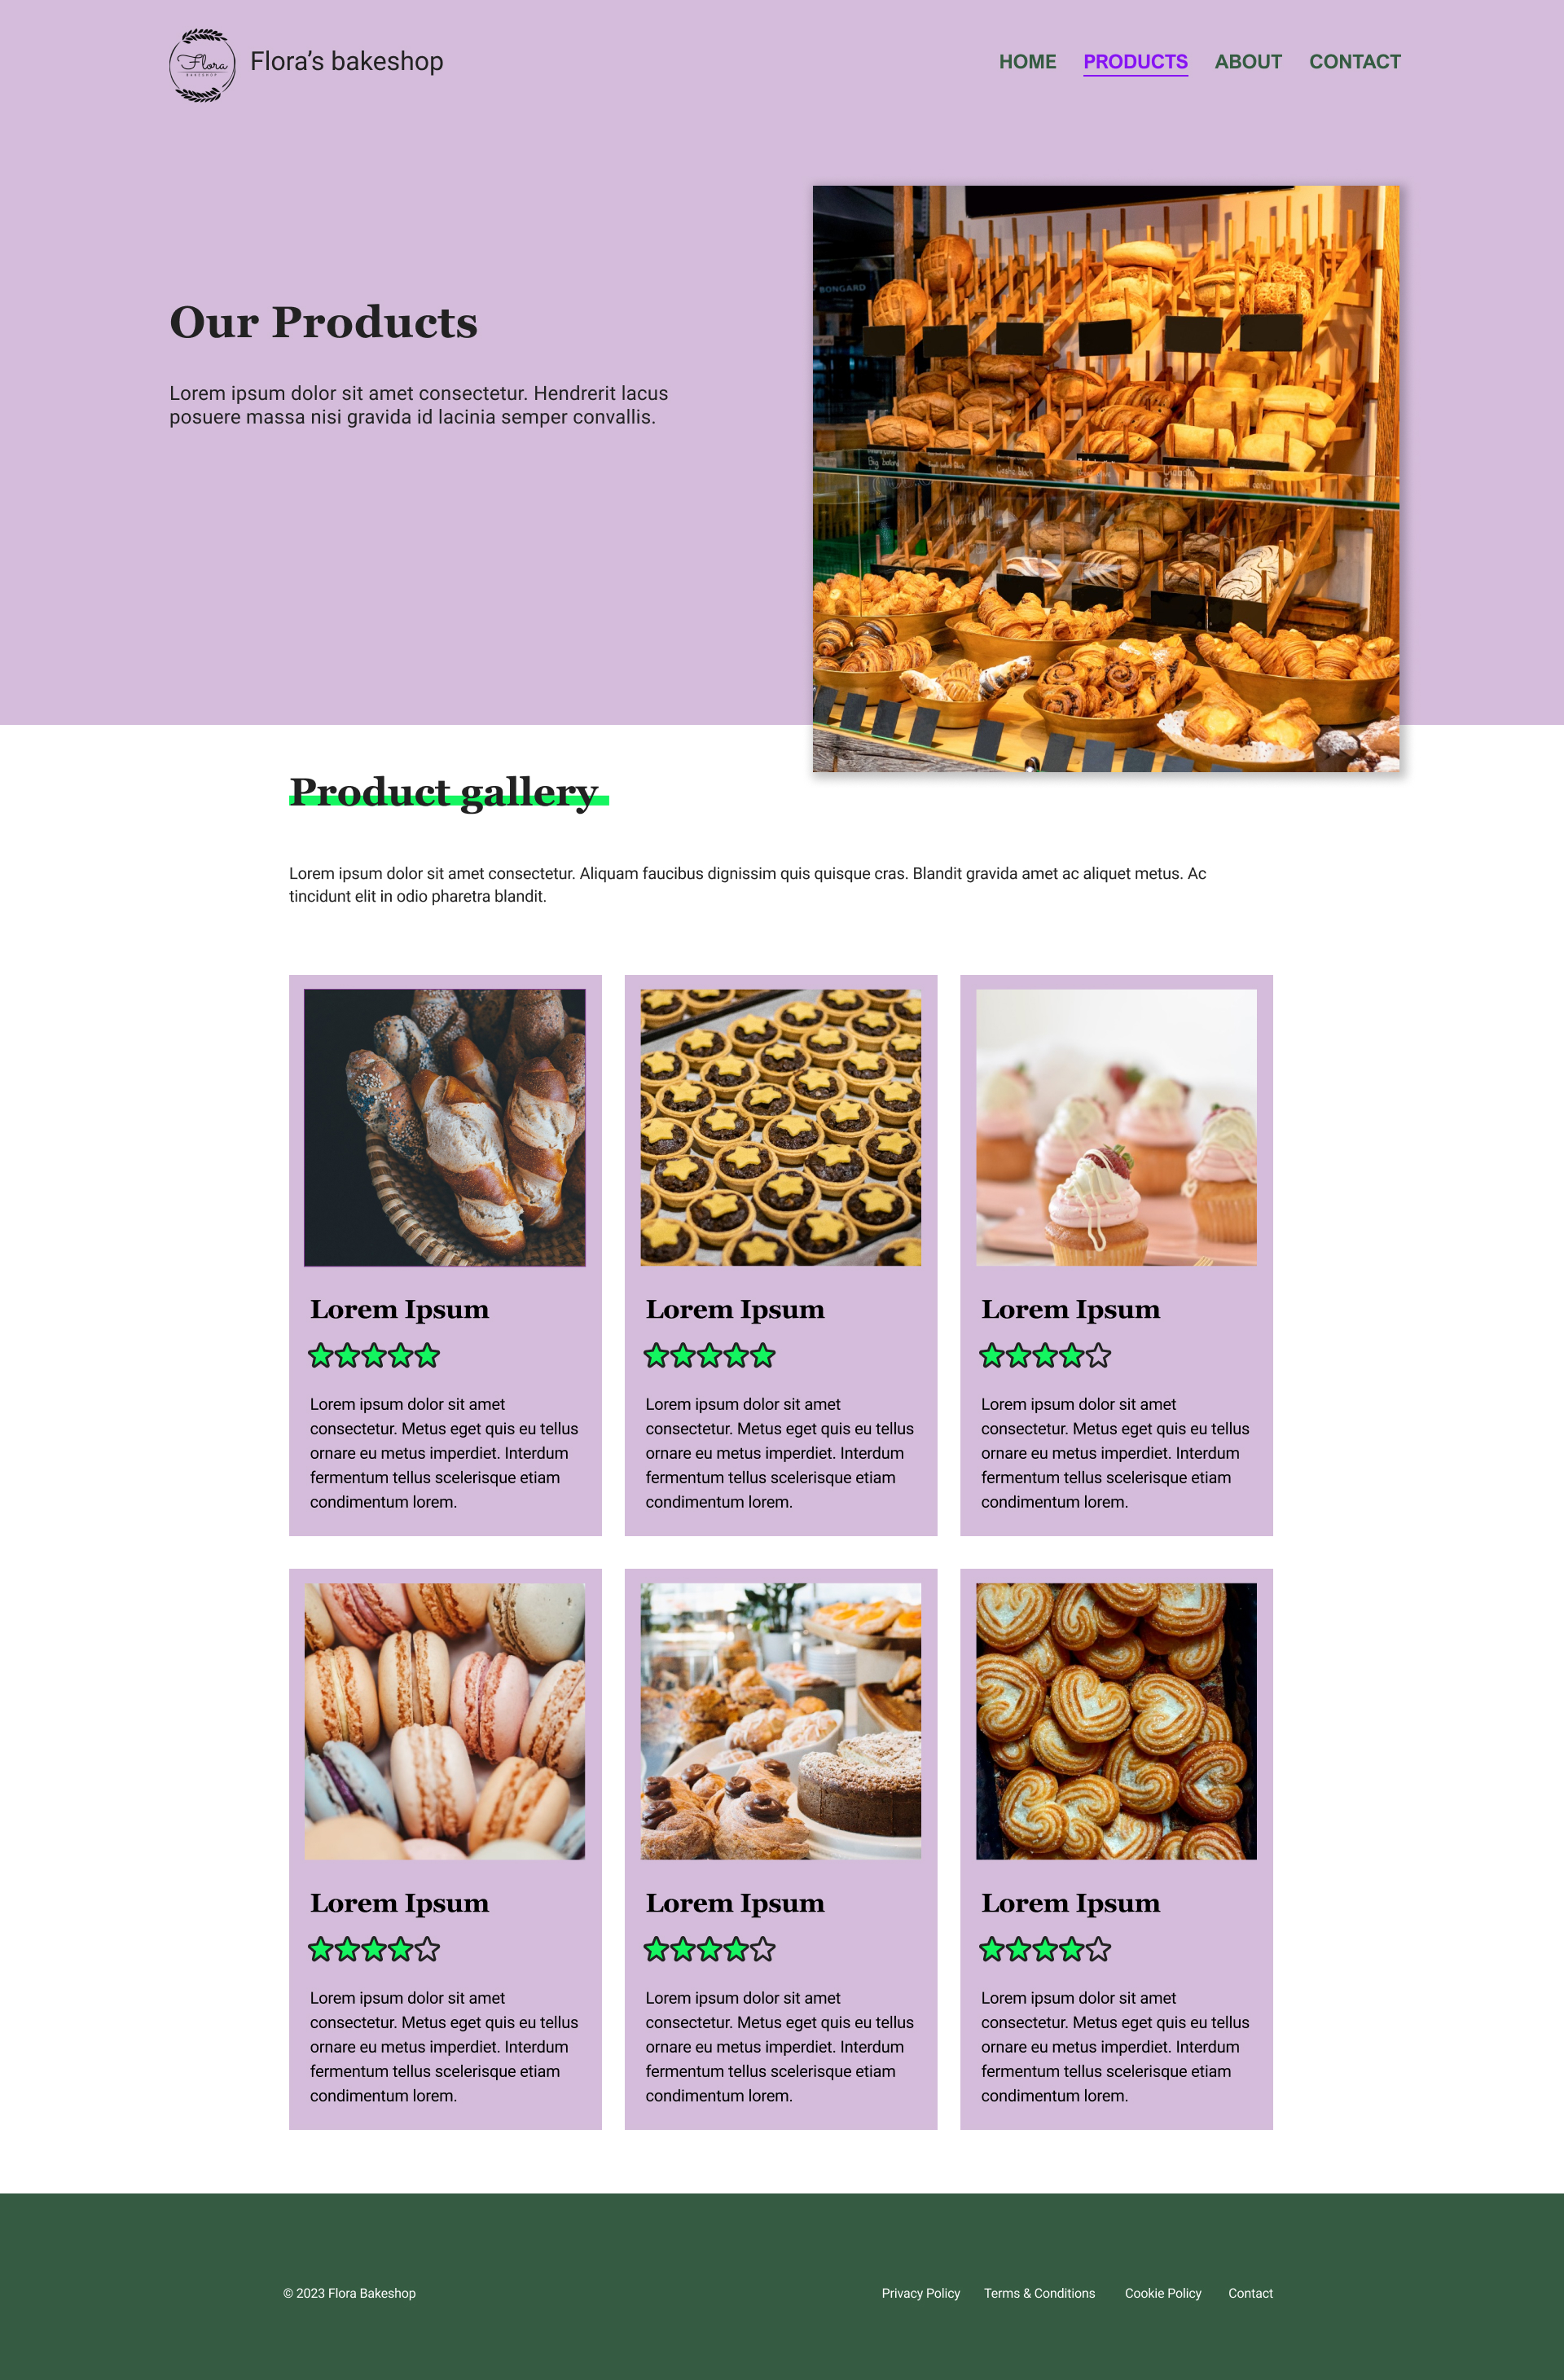 Flora
BAKESHOP
Flora’s bakeshop
HOME PRODUCTS ABOUT CONTACT
BONGARD
Our Products
Lorem ipsum dolor sit amet consectetur. Hendrerit lacus
posuere massa nisi gravida id lacinia semper convallis.
Product gallery
Lorem ipsum dolor sit amet consectetur. Aliquam faucibus dignissim quis quisque cras. Blandit gravida amet ac aliquet metus. Ac
tincidunt elit in odio pharetra blandit.
Lorem Ipsum
Lorem ipsum dolor sit amet
consectetur. Metus eget quis eu tellus
ornare eu metus imperdiet. Interdum
fermentum tellus scelerisque etiam
condimentum lorem.
Lorem Ipsum
Lorem ipsum dolor sit amet
consectetur. Metus eget quis eu tellus
ornare eu metus imperdiet. Interdum
fermentum tellus scelerisque etiam
condimentum lorem.
Lorem Ipsum
Lorem ipsum dolor sit amet
consectetur. Metus eget quis eu tellus
ornare eu metus imperdiet. Interdum
fermentum tellus scelerisque etiam
condimentum lorem.
Lorem Ipsum
Lorem ipsum dolor sit amet
consectetur. Metus eget quis eu tellus
ornare eu metus imperdiet. Interdum
fermentum tellus scelerisque etiam
condimentum lorem.
Lorem Ipsum
Lorem ipsum dolor sit amet
consectetur. Metus eget quis eu tellus
ornare eu metus imperdiet. Interdum
fermentum tellus scelerisque etiam
condimentum lorem.
Lorem Ipsum
Lorem ipsum dolor sit amet
consectetur. Metus eget quis eu tellus
ornare eu metus imperdiet. Interdum
fermentum tellus scelerisque etiam
condimentum lorem.
© 2023 Flora Bakeshop
Privacy Policy Terms & Conditions Cookie Policy Contact